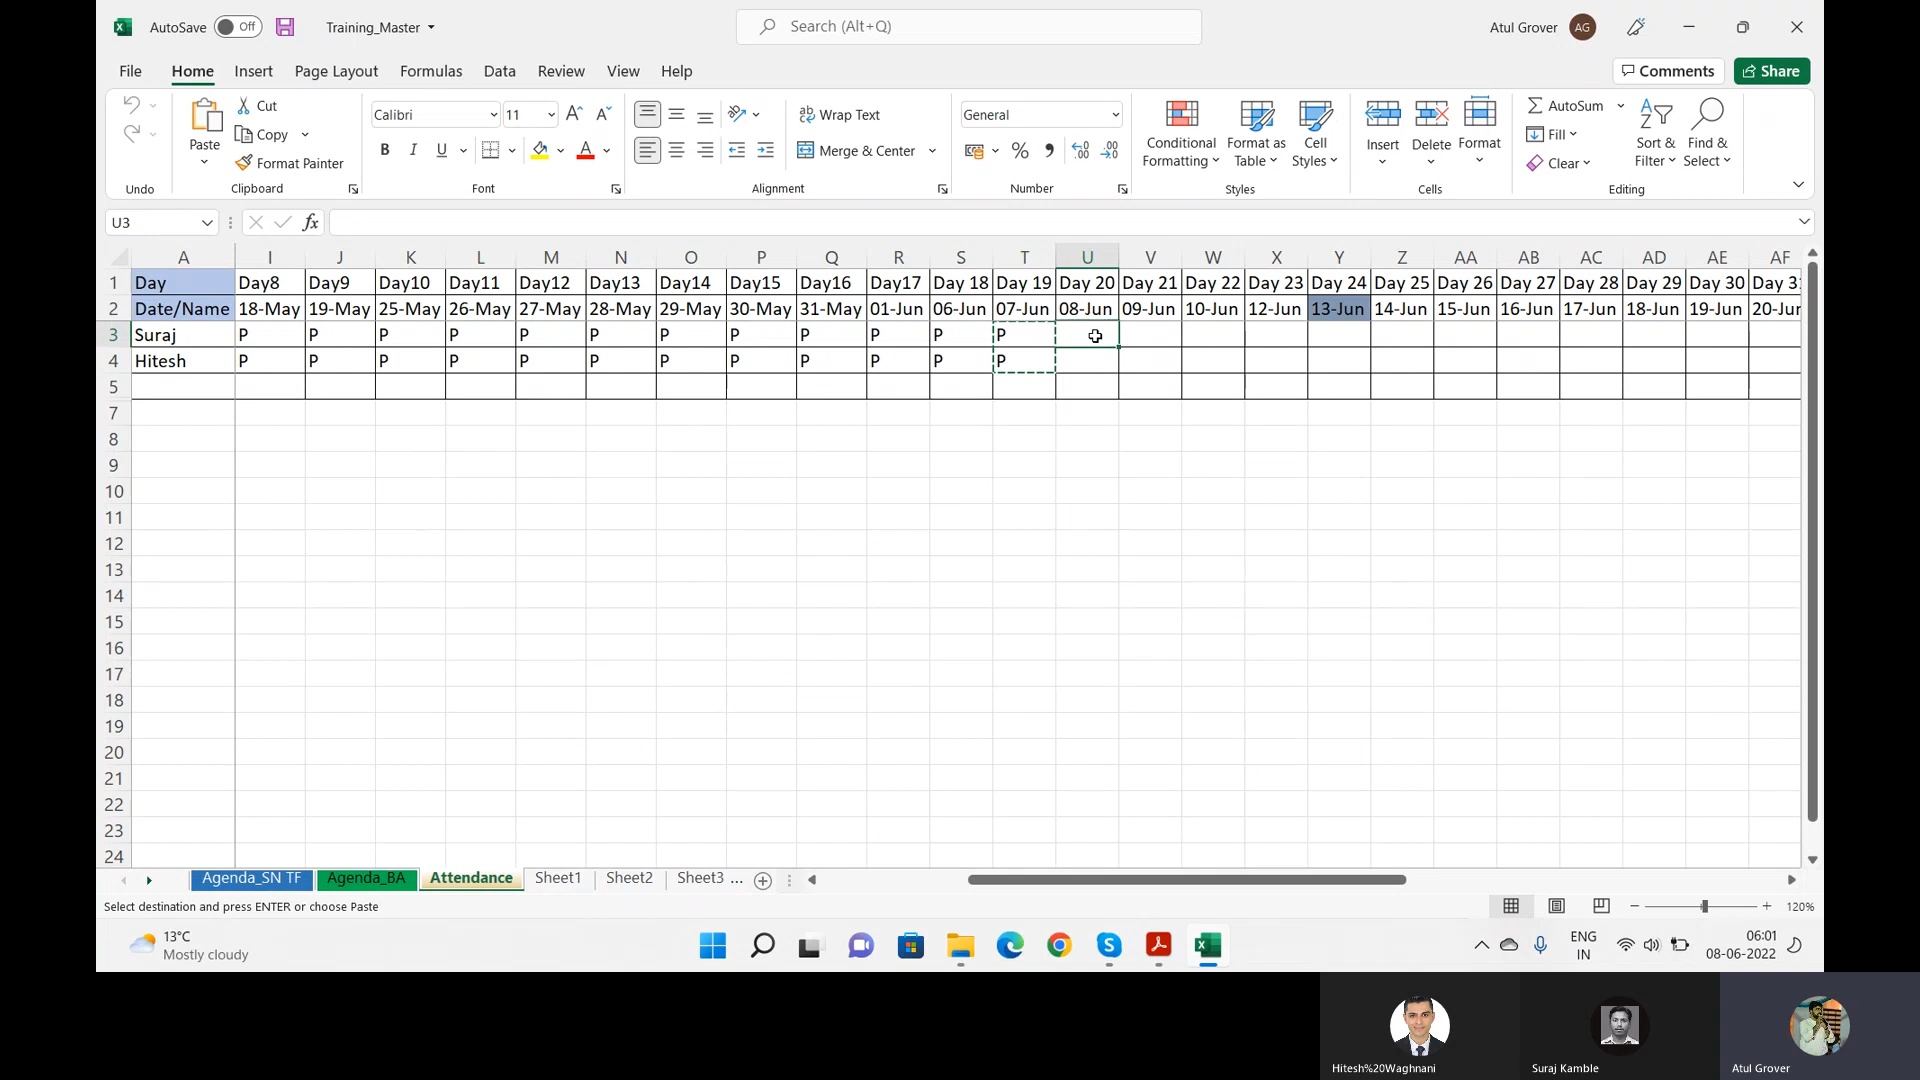 AutoSave Off Training_Master Search (Alt+Q) Atul Grover AG
File Home Insert Page Layout Formulas Data Review View Help Comments Share
Cut
Copy
Format Painter
Paste
Calibri 11
B I U
Wrap Text
Merge & Center
General
Conditional Formatting
Format as Table
Cell Styles
Insert Delete Format
AutoSum
Fill
Clear
Sort & Filter
Find & Select
Undo Clipboard Font Alignment Number Styles Cells Editing
U3 fx
A I J K L M N O P Q R S T U V W X Y Z AA AB AC AD AE AF
1 Day Day8 Day9 Day10 Day11 Day12 Day13 Day14 Day15 Day16 Day17 Day 18 Day 19 Day 20 Day 21 Day 22 Day 23 Day 24 Day 25 Day 26 Day 27 Day 28 Day 29 Day 30 Day 31
2 Date/Name 18-May 19-May 25-May 26-May 27-May 28-May 29-May 30-May 31-May 01-Jun 06-Jun 07-Jun 08-Jun 09-Jun 10-Jun 12-Jun 13-Jun 14-Jun 15-Jun 16-Jun 17-Jun 18-Jun 19-Jun 20-Jun
3 Suraj P P P P P P P P P P P P
4 Hitesh P P P P P P P P P P P P
5
7
8
9
10
11
12
13
14
15
16
17
18
19
20
21
22
23
24
Agenda_SN TF Agenda_BA Attendance Sheet1 Sheet2 Sheet3 ...
Select destination and press ENTER or choose Paste 120%
13°C
Mostly cloudy
ENG
IN
06:01
08-06-2022
Hitesh%20Waghnani Suraj Kamble Atul Grover